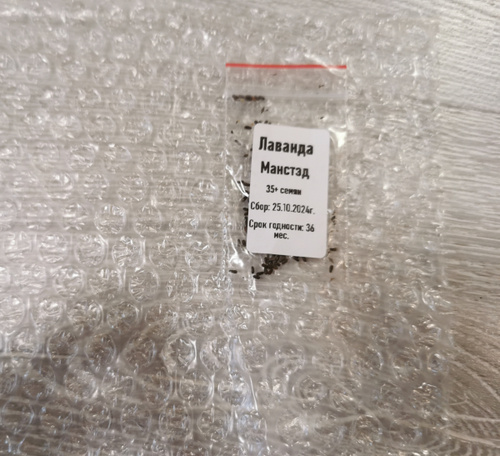 Лаванда
Манстэд
35+ семян
Сбор: 25.10.2024г.
Срок годности: 36
мес.